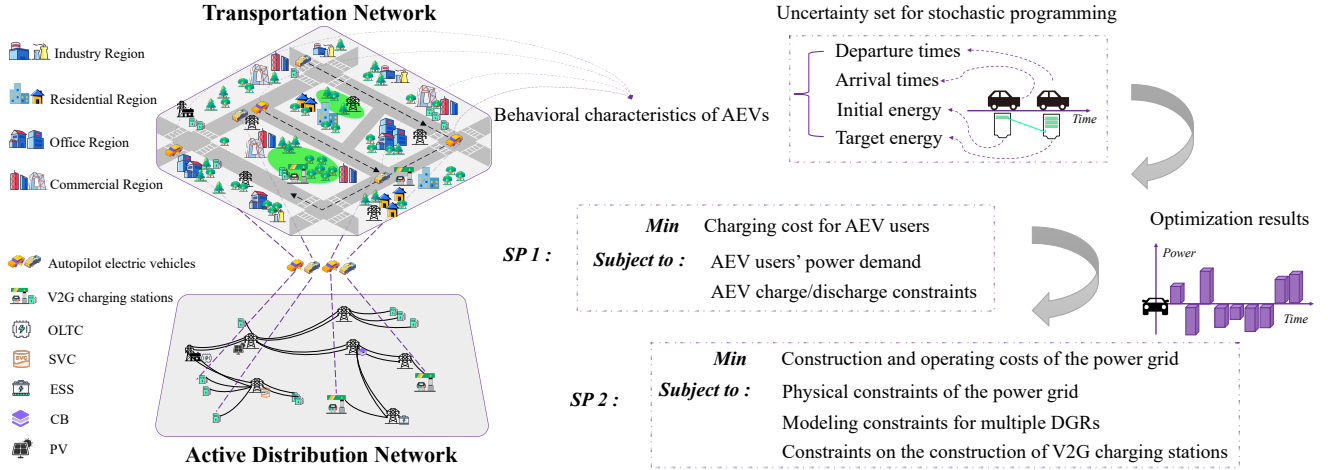 Transportation Network
Industry Region
Residential Region
Office Region
Commercial Region
Autopilot electric vehicles
V2G charging stations
OLTC
SVG
SVC
ESS
CB
PV
Active Distribution Network
Behavioral characteristics of AEVs
Uncertainty set for stochastic programming
Departure times
Arrival times
Initial energy
Target energy
Time
SP 1 :
Min Charging cost for AEV users
Subject to : AEV users' power demand
AEV charge/discharge constraints
Optimization results
Power
Time
SP 2 :
Min Construction and operating costs of the power grid
Subject to : Physical constraints of the power grid
Modeling constraints for multiple DGRs
Constraints on the construction of V2G charging stations